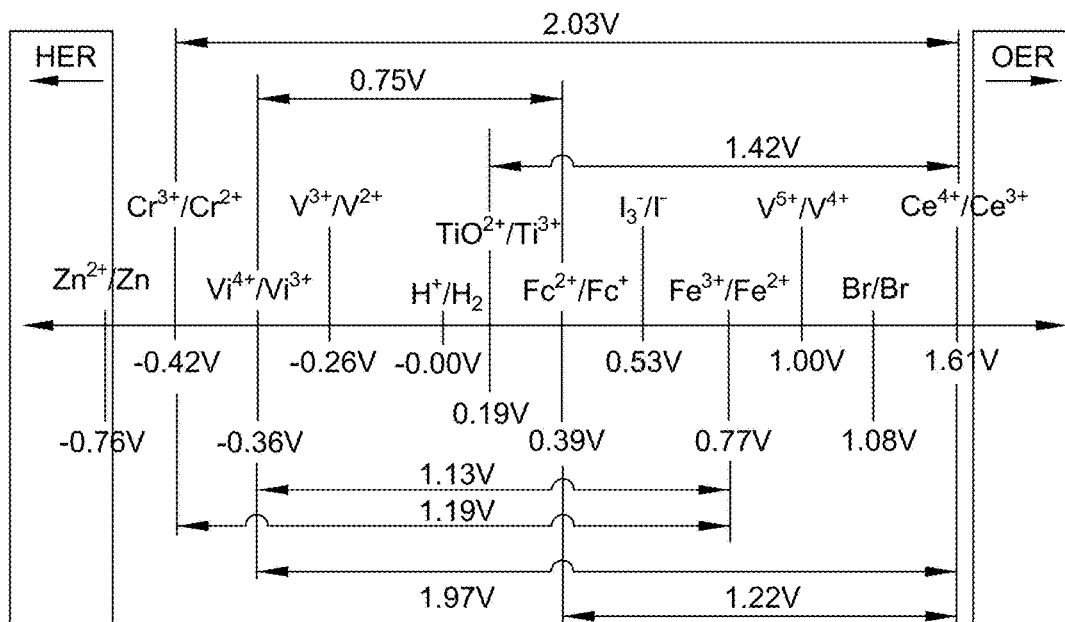 2.03V
HER
OER
0.75V
1.42V
Cr³⁺/Cr²⁺
V³⁺/V²⁺
I₃⁻/I⁻
V⁵⁺/V⁴⁺
Ce⁴⁺/Ce³⁺
TiO²⁺/Ti³⁺
Zn²⁺/Zn
Vi⁴⁺/Vi³⁺
H⁺/H₂
Fc²⁺/Fc⁺
Fe³⁺/Fe²⁺
Br/Br
-0.42V
-0.26V
-0.00V
0.53V
1.00V
1.61V
0.19V
-0.76V
-0.36V
0.39V
0.77V
1.08V
1.13V
1.19V
1.97V
1.22V